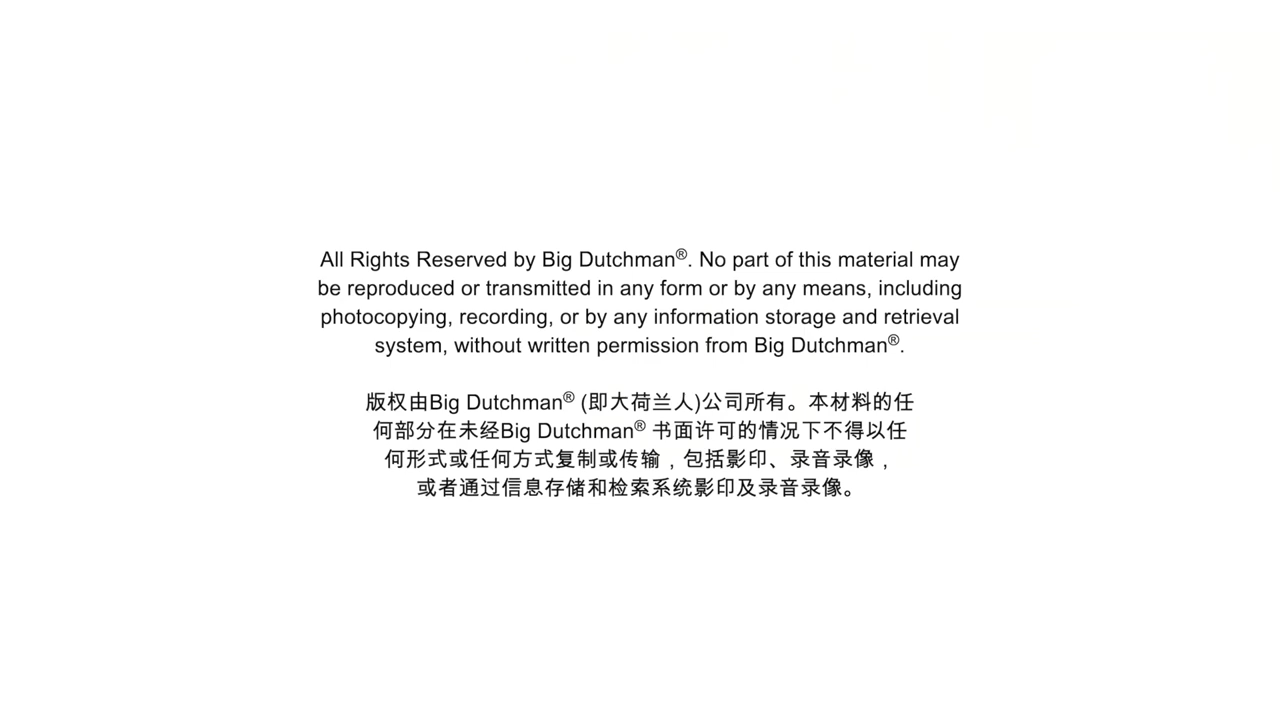 All Rights Reserved by Big Dutchman®. No part of this material may
be reproduced or transmitted in any form or by any means, including
photocopying, recording, or by any information storage and retrieval
system, without written permission from Big Dutchman®.
版权由Big Dutchman® (即大荷兰人)公司所有。本材料的任
何部分在未经Big Dutchman® 书面许可的情况下不得以任
何形式或任何方式复制或传输，包括影印、录音录像，
或者通过信息存储和检索系统影印及录音录像。